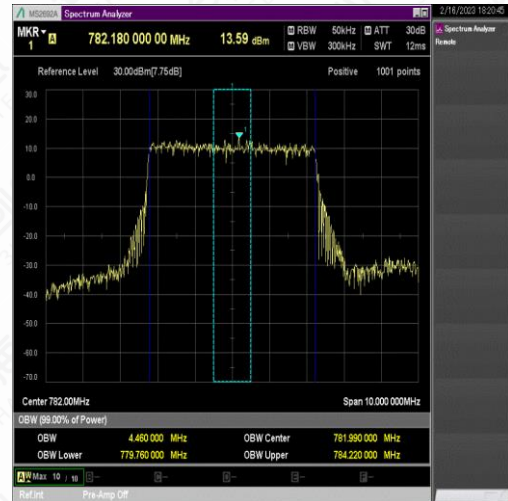 MS2692A Spectrum Analyzer
2/16/2023 18:20:45
MKR 1 782.180 000 00 MHz 13.59 dBm
RBW 50kHz ATT 30dB
VBW 300kHz SWT 12ms
Spectrum Analyzer
Remote
Reference Level 30.00dBm[7.75dB] Positive 1001 points
1
30.0
20.0
1
10.0
0.0
-10.0
-20.0
-30.0
-40.0
-50.0
-60.0
-70.0
Center 782.00MHz Span 10.000 000MHz
OBW (99.00% of Power)
OBW 4.460 000 MHz OBW Center 781.990 000 MHz
OBW Lower 779.760 000 MHz OBW Upper 784.220 000 MHz
A W Max 10 / 10
Ref.Int Pre-Amp Off